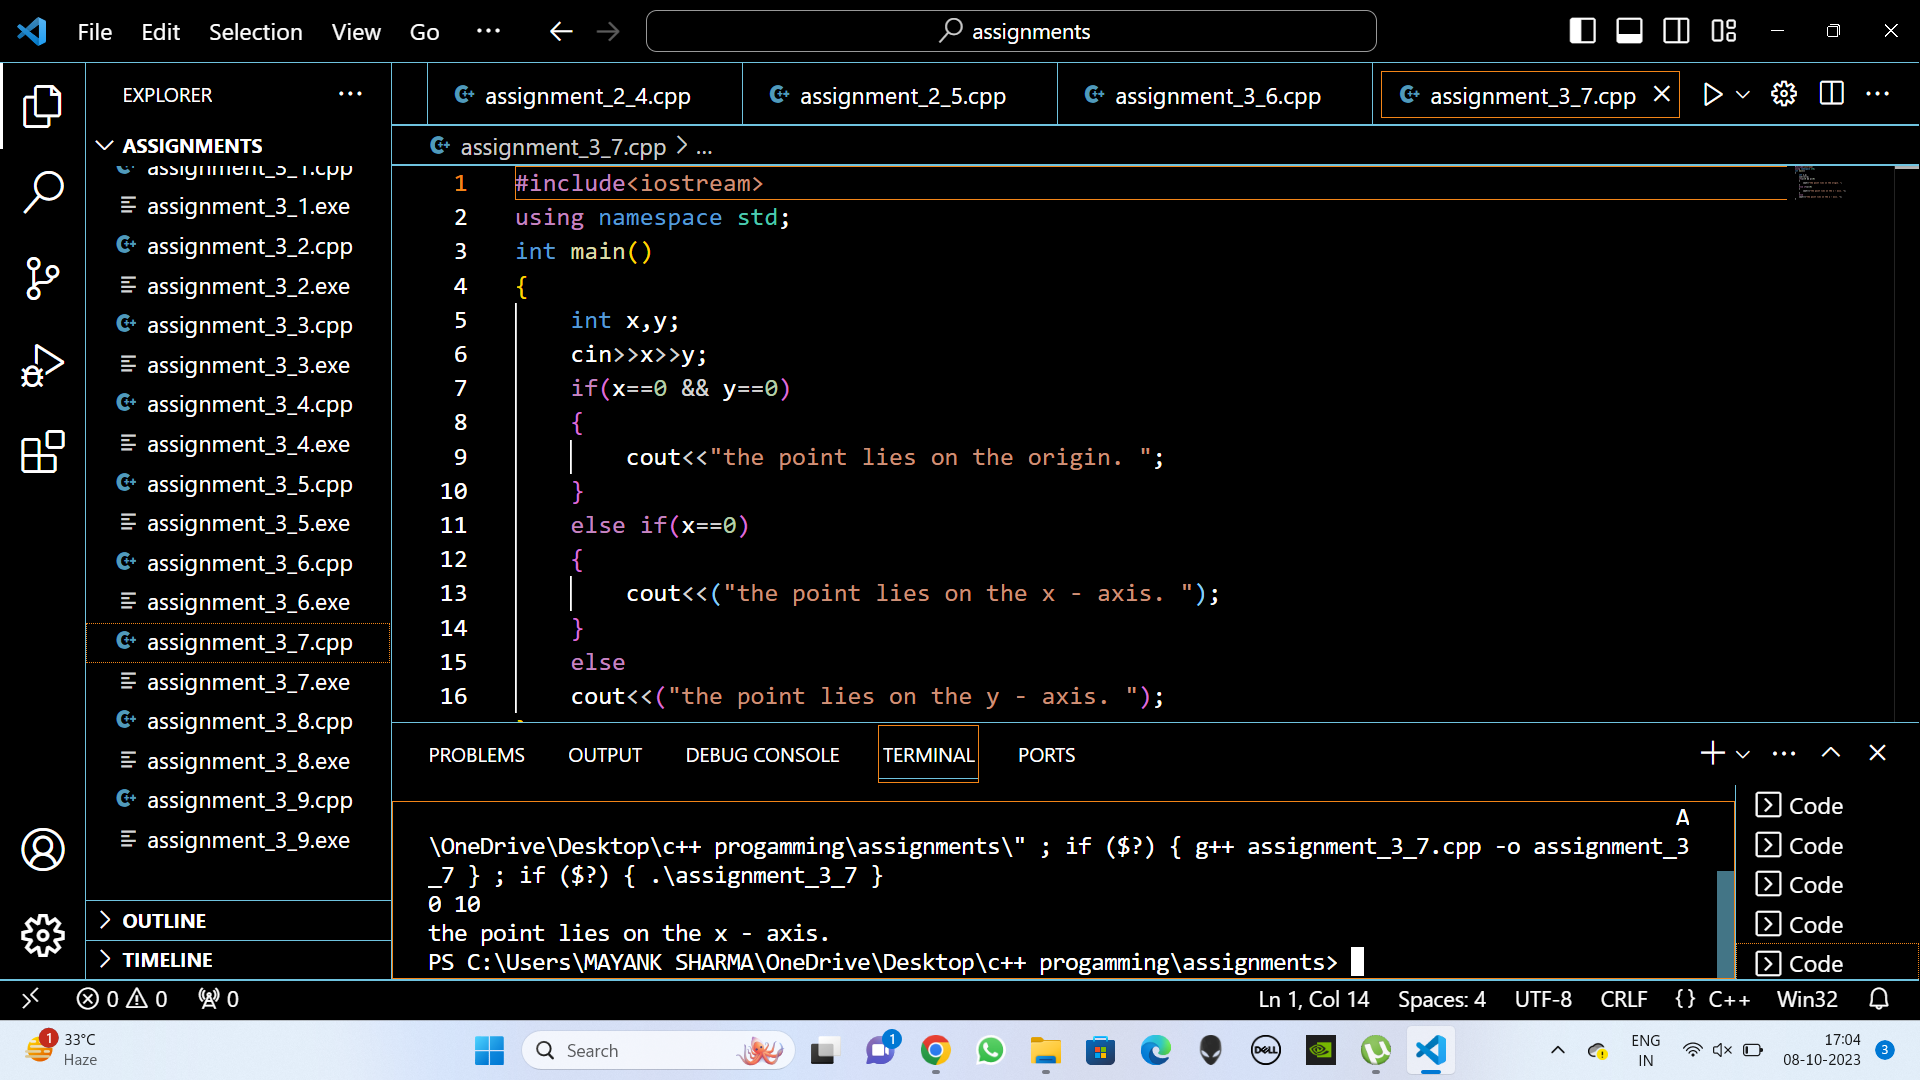 File Edit Selection View Go ...
assignments
EXPLORER ...
assignment_2_4.cpp
assignment_2_5.cpp
assignment_3_6.cpp
assignment_3_7.cpp
ASSIGNMENTS
assignment_3_1.cpp
assignment_3_1.exe
assignment_3_2.cpp
assignment_3_2.exe
assignment_3_3.cpp
assignment_3_3.exe
assignment_3_4.cpp
assignment_3_4.exe
assignment_3_5.cpp
assignment_3_5.exe
assignment_3_6.cpp
assignment_3_6.exe
assignment_3_7.cpp
assignment_3_7.exe
assignment_3_8.cpp
assignment_3_8.exe
assignment_3_9.cpp
assignment_3_9.exe
OUTLINE
TIMELINE
assignment_3_7.cpp > ...
1 #include<iostream>
2 using namespace std;
3 int main()
4 {
5 int x,y;
6 cin>>x>>y;
7 if(x==0 && y==0)
8 {
9 cout<<"the point lies on the origin. ";
10 }
11 else if(x==0)
12 {
13 cout<<("the point lies on the x - axis. ");
14 }
15 else
16 cout<<("the point lies on the y - axis. ");
PROBLEMS OUTPUT DEBUG CONSOLE TERMINAL PORTS
A
\OneDrive\Desktop\c++ progamming\assignments\" ; if ($?) { g++ assignment_3_7.cpp -o assignment_3
_7 } ; if ($?) { .\assignment_3_7 }
0 10
the point lies on the x - axis.
PS C:\Users\MAYANK SHARMA\OneDrive\Desktop\c++ progamming\assignments>
Code
Code
Code
Code
Code
0 0 0
Ln 1, Col 14 Spaces: 4 UTF-8 CRLF {} C++ Win32
1
33°C
Haze
Search
1
DELL
ENG
IN
17:04
08-10-2023
3